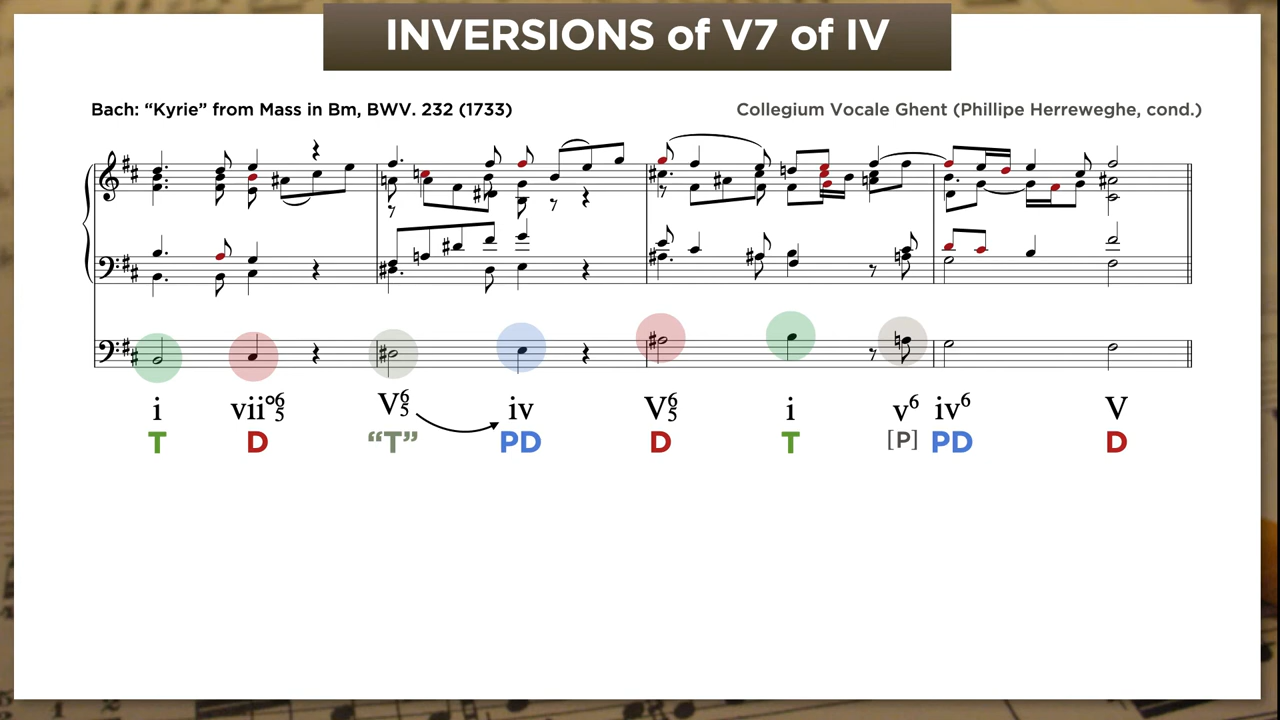 INVERSIONS of V7 of IV
Bach: “Kyrie” from Mass in Bm, BWV. 232 (1733) Collegium Vocale Ghent (Phillipe Herreweghe, cond.)
i vii°6/5 V6/5 iv V6/5 i v6 iv6 V
T D “T” PD D T [P] PD D